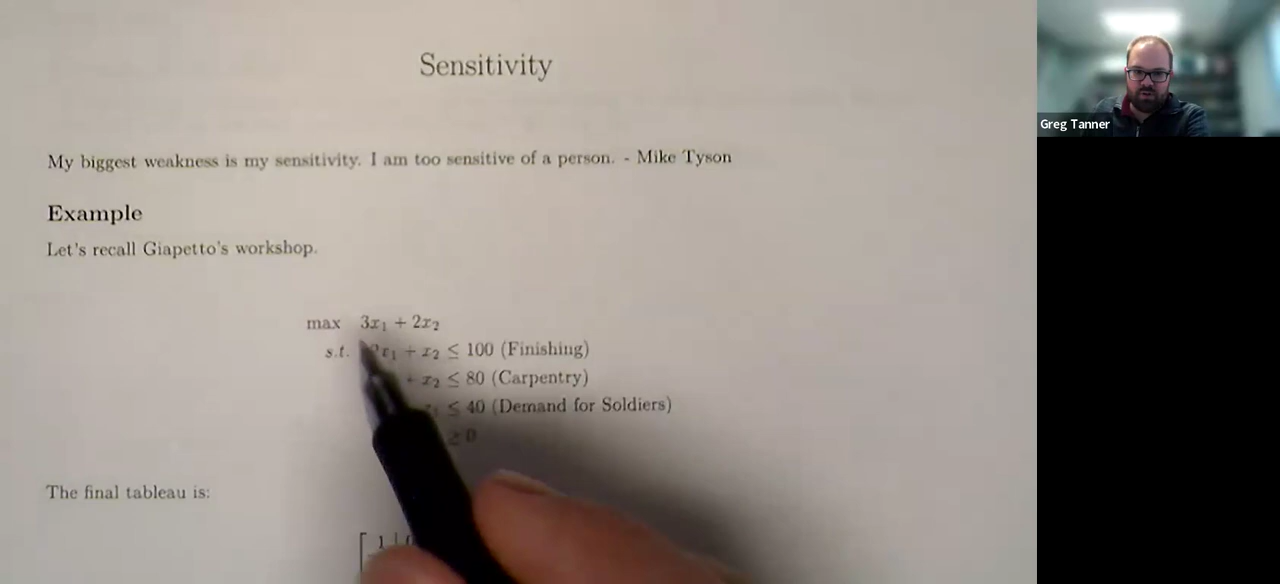 Sensitivity
Greg Tanner
My biggest weakness is my sensitivity. I am too sensitive of a person. - Mike Tyson
Example
Let's recall Giapetto's workshop.
max 3x₁ + 2x₂
s.t. 2x₁ + x₂ ≤ 100 (Finishing)
+ x₂ ≤ 80 (Carpentry)
≤ 40 (Demand for Soldiers)
≥ 0
The final tableau is: